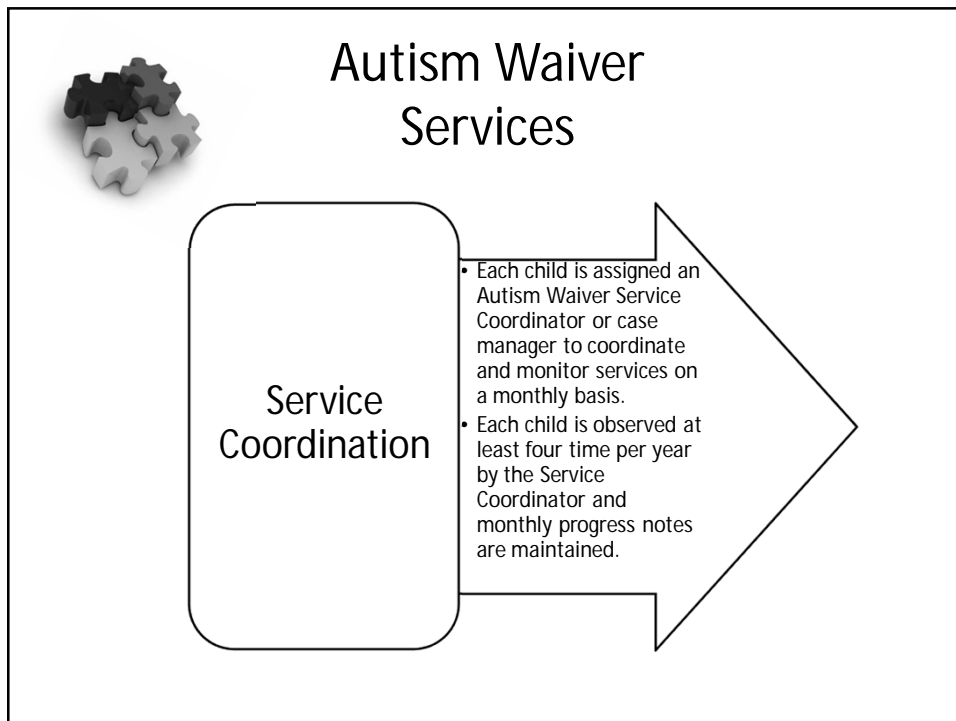 Autism Waiver
Services
Service
Coordination
• Each child is assigned an
Autism Waiver Service
Coordinator or case
manager to coordinate
and monitor services on
a monthly basis.
• Each child is observed at
least four time per year
by the Service
Coordinator and
monthly progress notes
are maintained.